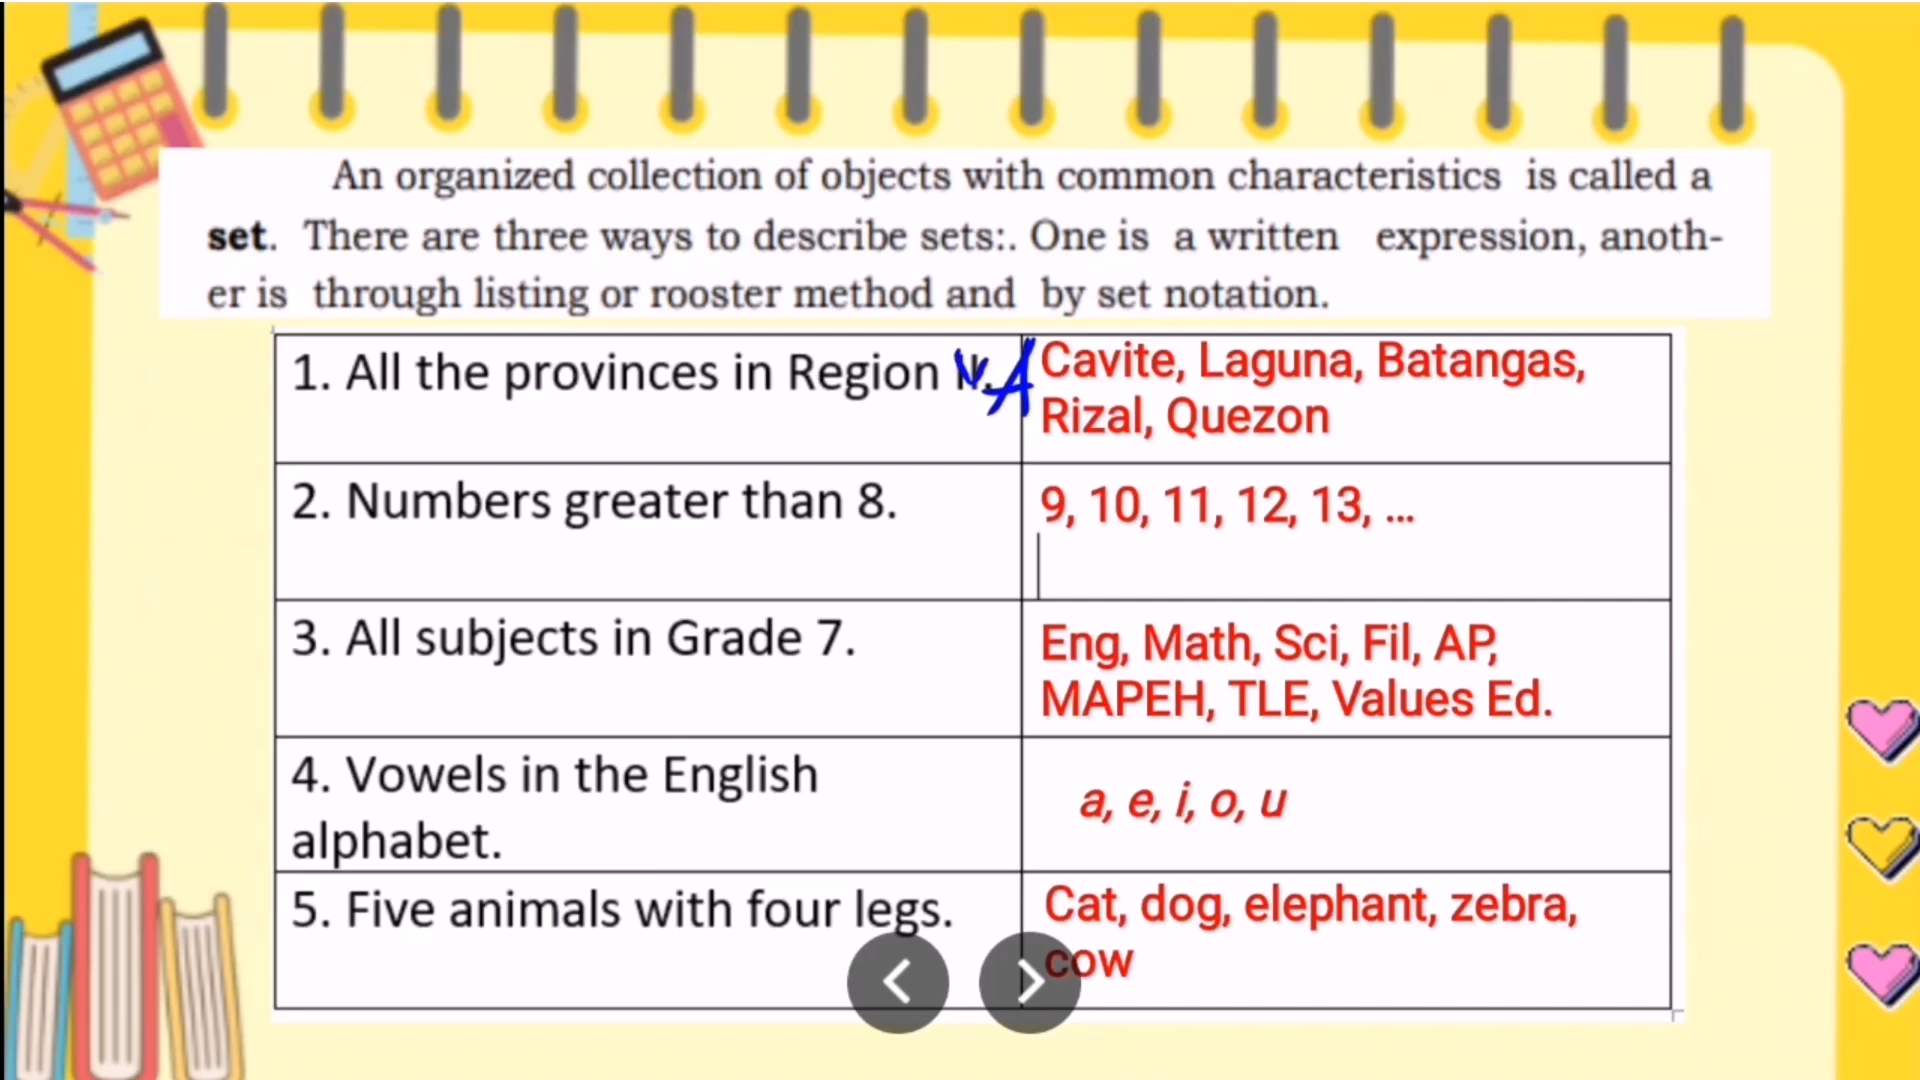 An organized collection of objects with common characteristics is called a
set. There are three ways to describe sets:. One is a written expression, anoth-
er is through listing or rooster method and by set notation.
1. All the provinces in Region IV.A
Cavite, Laguna, Batangas,
Rizal, Quezon
2. Numbers greater than 8.
9, 10, 11, 12, 13, ...
3. All subjects in Grade 7.
Eng, Math, Sci, Fil, AP,
MAPEH, TLE, Values Ed.
4. Vowels in the English
alphabet.
a, e, i, o, u
5. Five animals with four legs.
Cat, dog, elephant, zebra,
cow